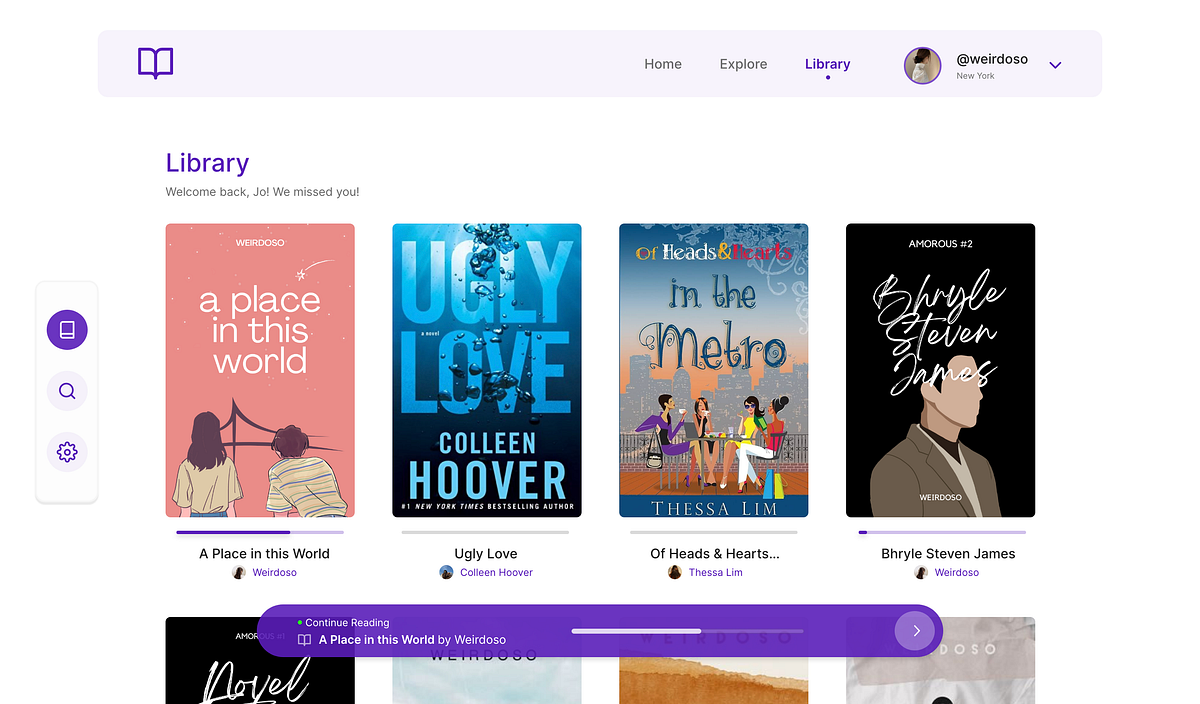 Home
Explore
Library
@weirdoso
New York
Library
Welcome back, Jo! We missed you!
WEIRDOSO
a place
in this
world
UGLY
a novel
LOVE
COLLEEN
HOOVER
#1 NEW YORK TIMES BESTSELLING AUTHOR
Of Heads & Hearts
in the
Metro
THESSA LIM
AMOROUS #2
Bhryle
Steven
James
WEIRDOSO
A Place in this World
Weirdoso
Ugly Love
Colleen Hoover
Of Heads & Hearts...
Thessa Lim
Bhryle Steven James
Weirdoso
Continue Reading
A Place in this World by Weirdoso
AMOROUS #1
Novel
WEIRDOSO
WEIRDOSO